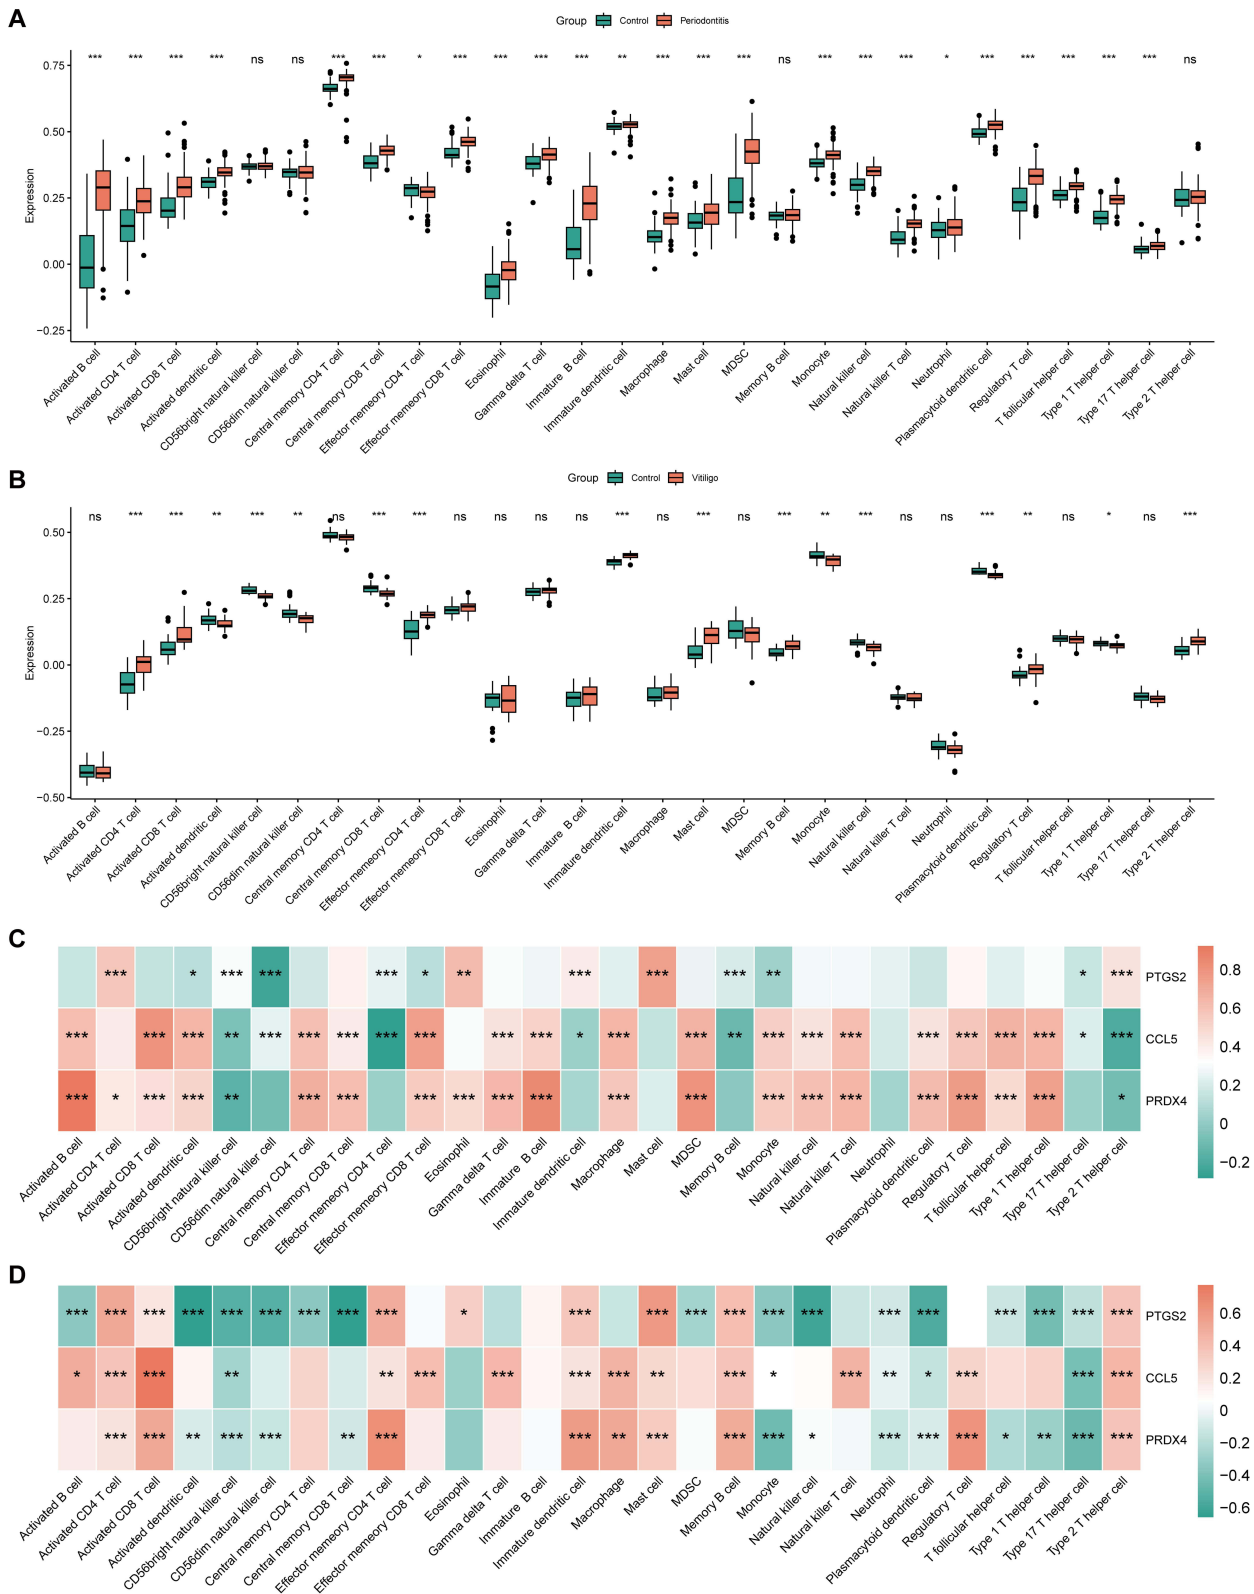 A
Group Control Periodontitis
*** *** *** *** ns ns *** *** * *** *** *** *** ** *** *** *** ns *** *** *** * *** *** *** *** *** ns
0.75
0.50
0.25
0.00
−0.25
Expression
Activated B cell
Activated CD4 T cell
Activated CD8 T cell
Activated dendritic cell
CD56bright natural killer cell
CD56dim natural killer cell
Central memory CD4 T cell
Central memory CD8 T cell
Effector memeory CD4 T cell
Effector memeory CD8 T cell
Eosinophil
Gamma delta T cell
Immature B cell
Immature dendritic cell
Macrophage
Mast cell
MDSC
Memory B cell
Monocyte
Natural killer cell
Natural killer T cell
Neutrophil
Plasmacytoid dendritic cell
Regulatory T cell
T follicular helper cell
Type 1 T helper cell
Type 17 T helper cell
Type 2 T helper cell
B
Group Control Vitiligo
ns *** *** ** *** ** ns *** *** ns ns ns ns *** ns *** ns *** ** *** ns ns *** ** ns * ns ***
0.50
0.25
0.00
−0.25
−0.50
Expression
Activated B cell
Activated CD4 T cell
Activated CD8 T cell
Activated dendritic cell
CD56bright natural killer cell
CD56dim natural killer cell
Central memory CD4 T cell
Central memory CD8 T cell
Effector memeory CD4 T cell
Effector memeory CD8 T cell
Eosinophil
Gamma delta T cell
Immature B cell
Immature dendritic cell
Macrophage
Mast cell
MDSC
Memory B cell
Monocyte
Natural killer cell
Natural killer T cell
Neutrophil
Plasmacytoid dendritic cell
Regulatory T cell
T follicular helper cell
Type 1 T helper cell
Type 17 T helper cell
Type 2 T helper cell
C
*** * *** *** *** * ** *** *** *** ** * *** PTGS2
*** *** *** ** *** *** *** *** *** *** *** * *** *** ** *** *** *** *** *** *** *** * *** CCL5
*** * *** *** ** *** *** *** *** *** *** *** *** *** *** *** *** *** *** *** * PRDX4
0.8
0.6
0.4
0.2
0
−0.2
Activated B cell
Activated CD4 T cell
Activated CD8 T cell
Activated dendritic cell
CD56bright natural killer cell
CD56dim natural killer cell
Central memory CD4 T cell
Central memory CD8 T cell
Effector memeory CD4 T cell
Effector memeory CD8 T cell
Eosinophil
Gamma delta T cell
Immature B cell
Immature dendritic cell
Macrophage
Mast cell
MDSC
Memory B cell
Monocyte
Natural killer cell
Natural killer T cell
Neutrophil
Plasmacytoid dendritic cell
Regulatory T cell
T follicular helper cell
Type 1 T helper cell
Type 17 T helper cell
Type 2 T helper cell
D
*** *** *** *** *** *** *** *** *** * *** *** *** *** *** *** *** *** *** *** *** *** PTGS2
* *** *** ** ** *** *** *** *** ** *** * *** ** * *** *** *** CCL5
*** *** ** *** *** ** *** *** ** *** *** *** * *** *** *** * ** *** *** PRDX4
0.6
0.4
0.2
0
−0.2
−0.4
−0.6
Activated B cell
Activated CD4 T cell
Activated CD8 T cell
Activated dendritic cell
CD56bright natural killer cell
CD56dim natural killer cell
Central memory CD4 T cell
Central memory CD8 T cell
Effector memeory CD4 T cell
Effector memeory CD8 T cell
Eosinophil
Gamma delta T cell
Immature B cell
Immature dendritic cell
Macrophage
Mast cell
MDSC
Memory B cell
Monocyte
Natural killer cell
Natural killer T cell
Neutrophil
Plasmacytoid dendritic cell
Regulatory T cell
T follicular helper cell
Type 1 T helper cell
Type 17 T helper cell
Type 2 T helper cell